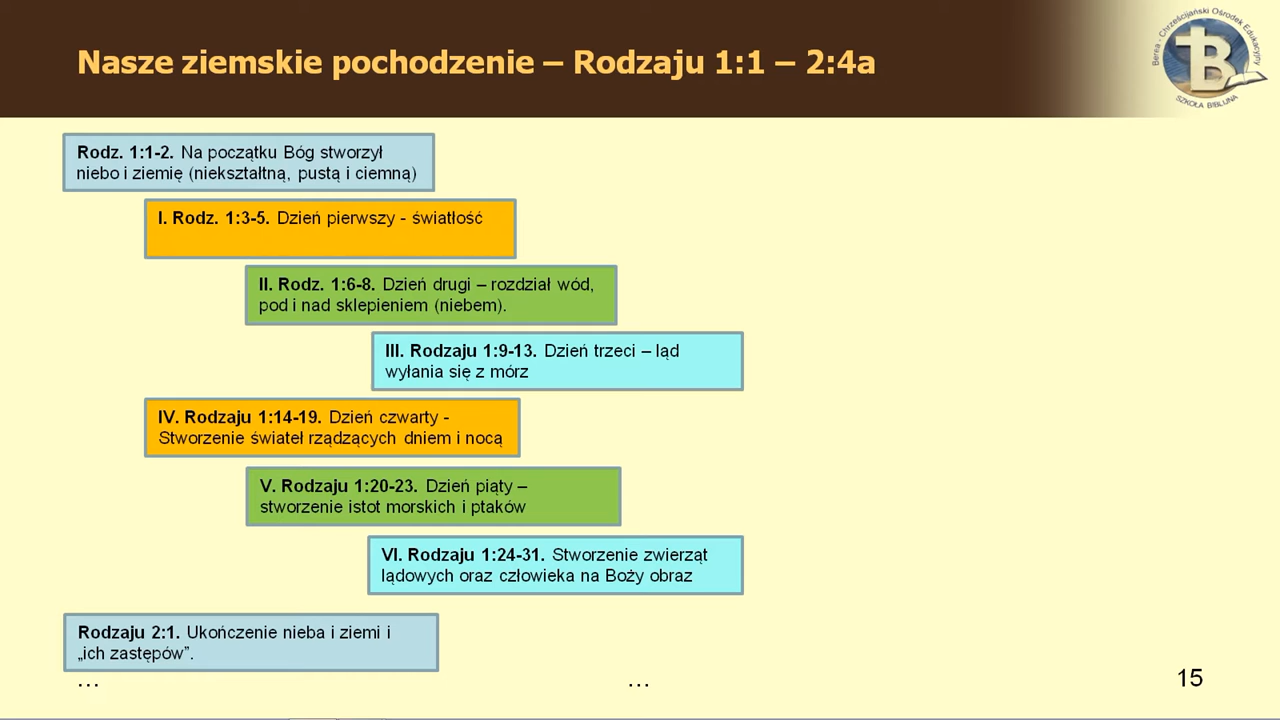 Nasze ziemskie pochodzenie – Rodzaju 1:1 – 2:4a
Berea - Chrześcijański Ośrodek Edukacyjny
B
SZKOŁA BIBLIJNA
Rodz. 1:1-2. Na początku Bóg stworzył
niebo i ziemię (niekształtną, pustą i ciemną)
I. Rodz. 1:3-5. Dzień pierwszy - światłość
II. Rodz. 1:6-8. Dzień drugi – rozdział wód,
pod i nad sklepieniem (niebem).
III. Rodzaju 1:9-13. Dzień trzeci – ląd
wyłania się z mórz
IV. Rodzaju 1:14-19. Dzień czwarty -
Stworzenie świateł rządzących dniem i nocą
V. Rodzaju 1:20-23. Dzień piąty –
stworzenie istot morskich i ptaków
VI. Rodzaju 1:24-31. Stworzenie zwierząt
lądowych oraz człowieka na Boży obraz
Rodzaju 2:1. Ukończenie nieba i ziemi i
„ich zastępów”.
… … 15